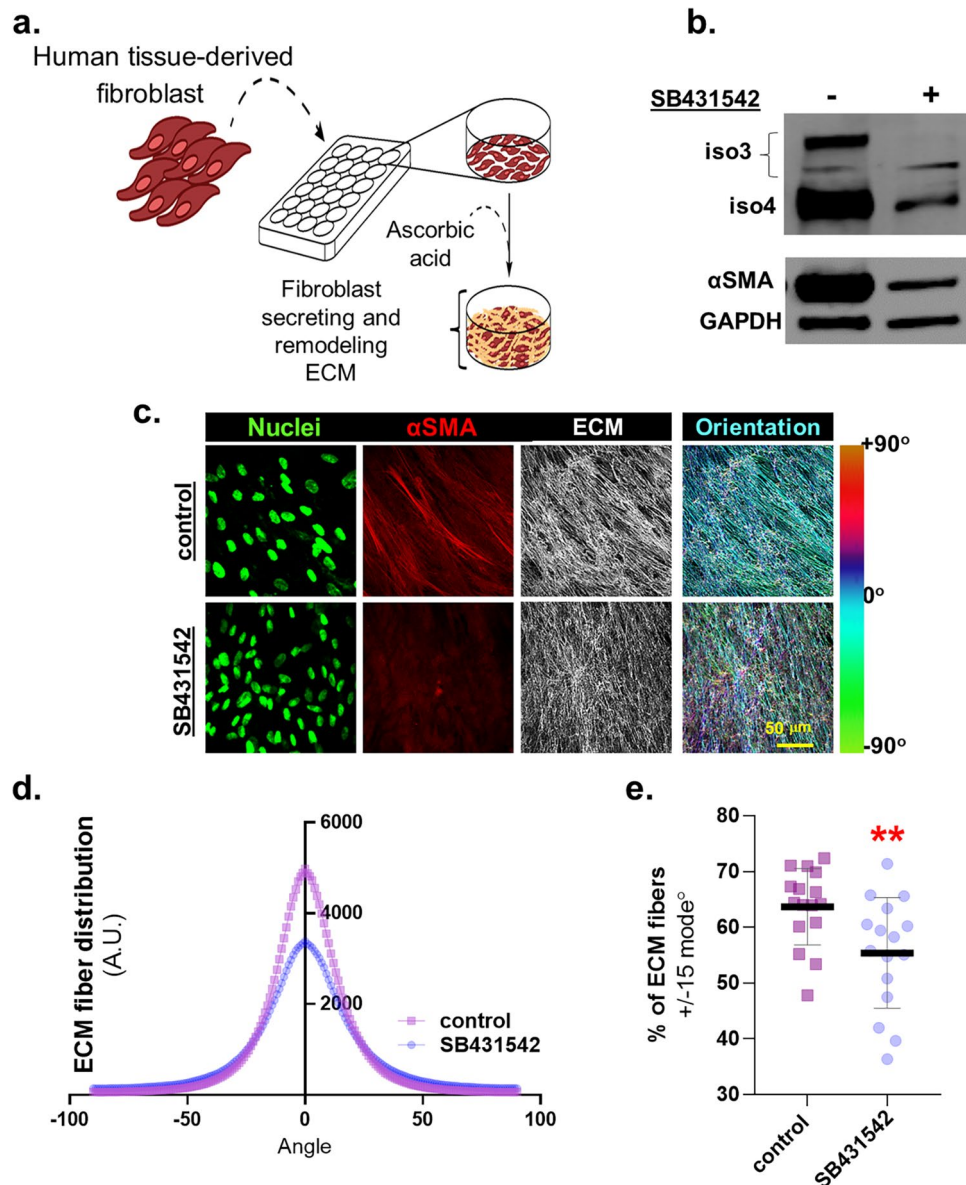 a.
Human tissue-derived
fibroblast
Ascorbic
acid
Fibroblast
secreting and
remodeling
ECM
b.
SB431542
-
+
iso3
iso4
αSMA
GAPDH
c.
Nuclei
αSMA
ECM
Orientation
control
SB431542
+90°
0°
-90°
50 μm
d.
ECM fiber distribution
(A.U.)
6000
4000
2000
control
SB431542
-100
-50
0
50
100
Angle
e.
**
% of ECM fibers
+/-15 mode°
80
70
60
50
40
30
control
SB431542